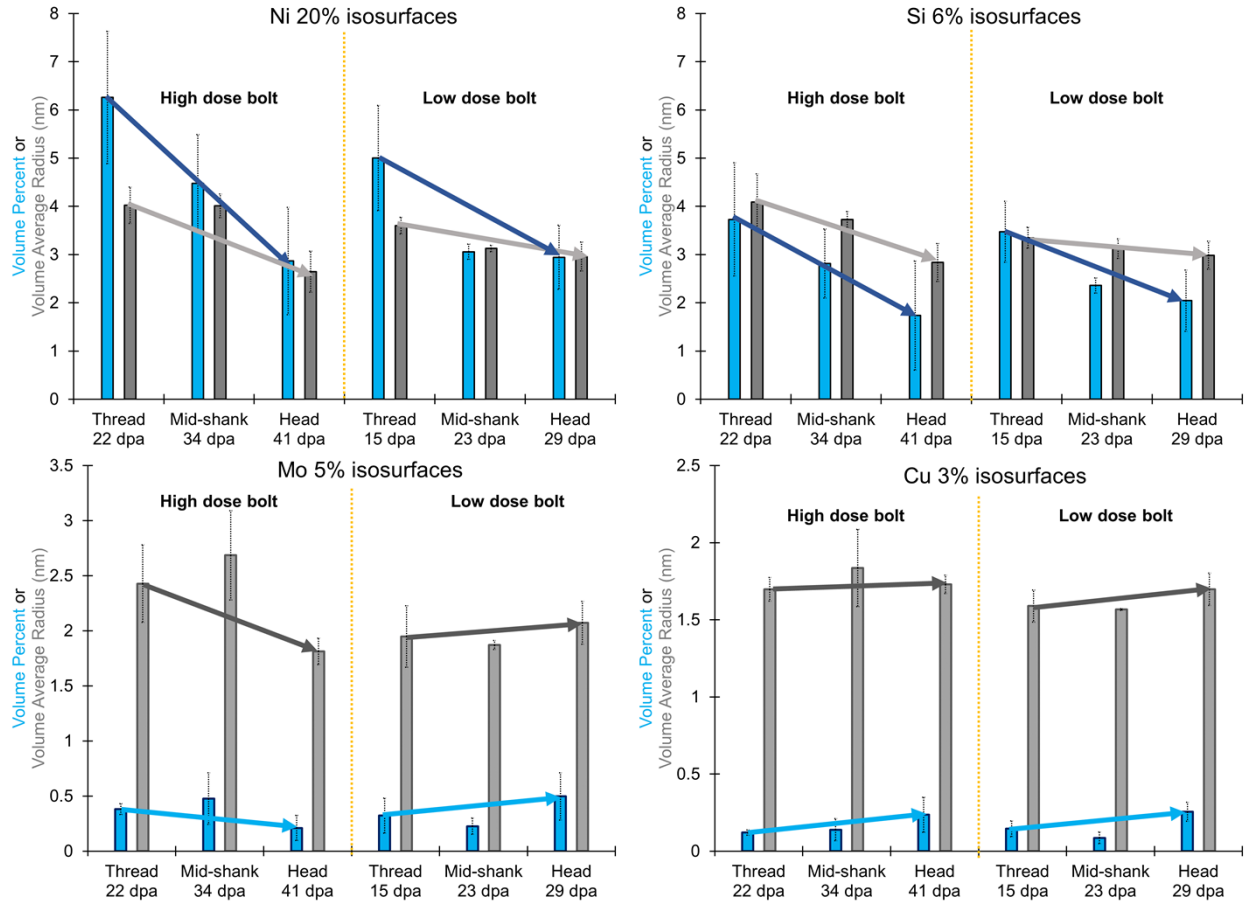 Ni 20% isosurfaces
Volume Percent or
Volume Average Radius (nm)
8
7
6
5
4
3
2
1
0
High dose bolt
Low dose bolt
Thread Mid-shank Head Thread Mid-shank Head
22 dpa 34 dpa 41 dpa 15 dpa 23 dpa 29 dpa
Si 6% isosurfaces
Volume Percent or
Volume Average Radius (nm)
8
7
6
5
4
3
2
1
0
High dose bolt
Low dose bolt
Thread Mid-shank Head Thread Mid-shank Head
22 dpa 34 dpa 41 dpa 15 dpa 23 dpa 29 dpa
Mo 5% isosurfaces
Volume Percent or
Volume Average Radius (nm)
3.5
3
2.5
2
1.5
1
0.5
0
High dose bolt
Low dose bolt
Thread Mid-shank Head Thread Mid-shank Head
22 dpa 34 dpa 41 dpa 15 dpa 23 dpa 29 dpa
Cu 3% isosurfaces
Volume Percent or
Volume Average Radius (nm)
2.5
2
1.5
1
0.5
0
High dose bolt
Low dose bolt
Thread Mid-shank Head Thread Mid-shank Head
22 dpa 34 dpa 41 dpa 15 dpa 23 dpa 29 dpa